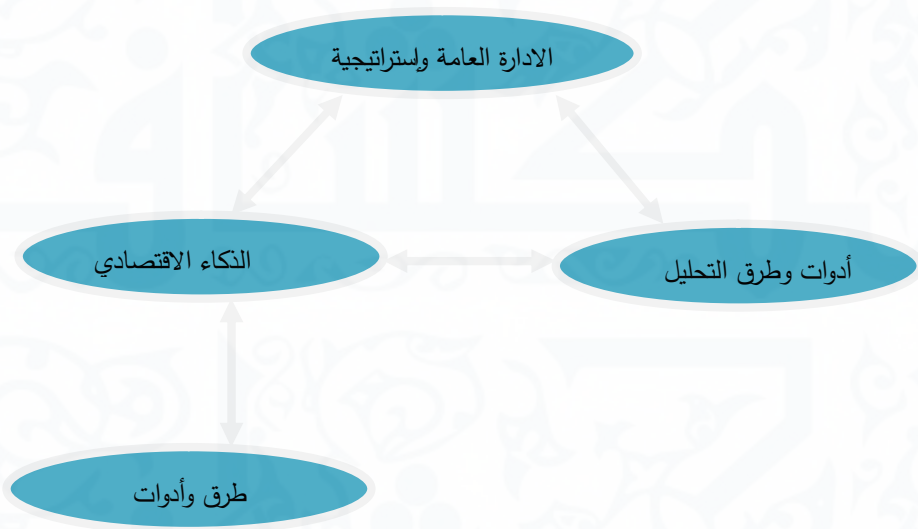 الادارة العامة وإستراتيجية
الذكاء الاقتصادي
أدوات وطرق التحليل
طرق وأدوات